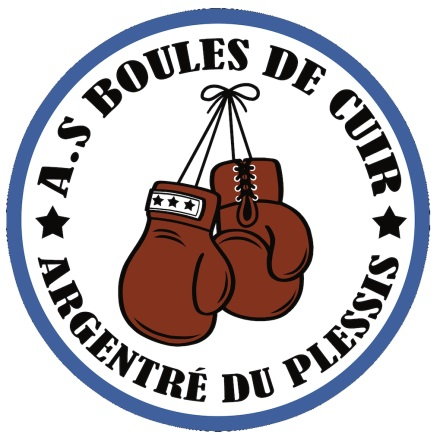 A.S BOULES DE CUIR
ARGENTRÉ DU PLESSIS